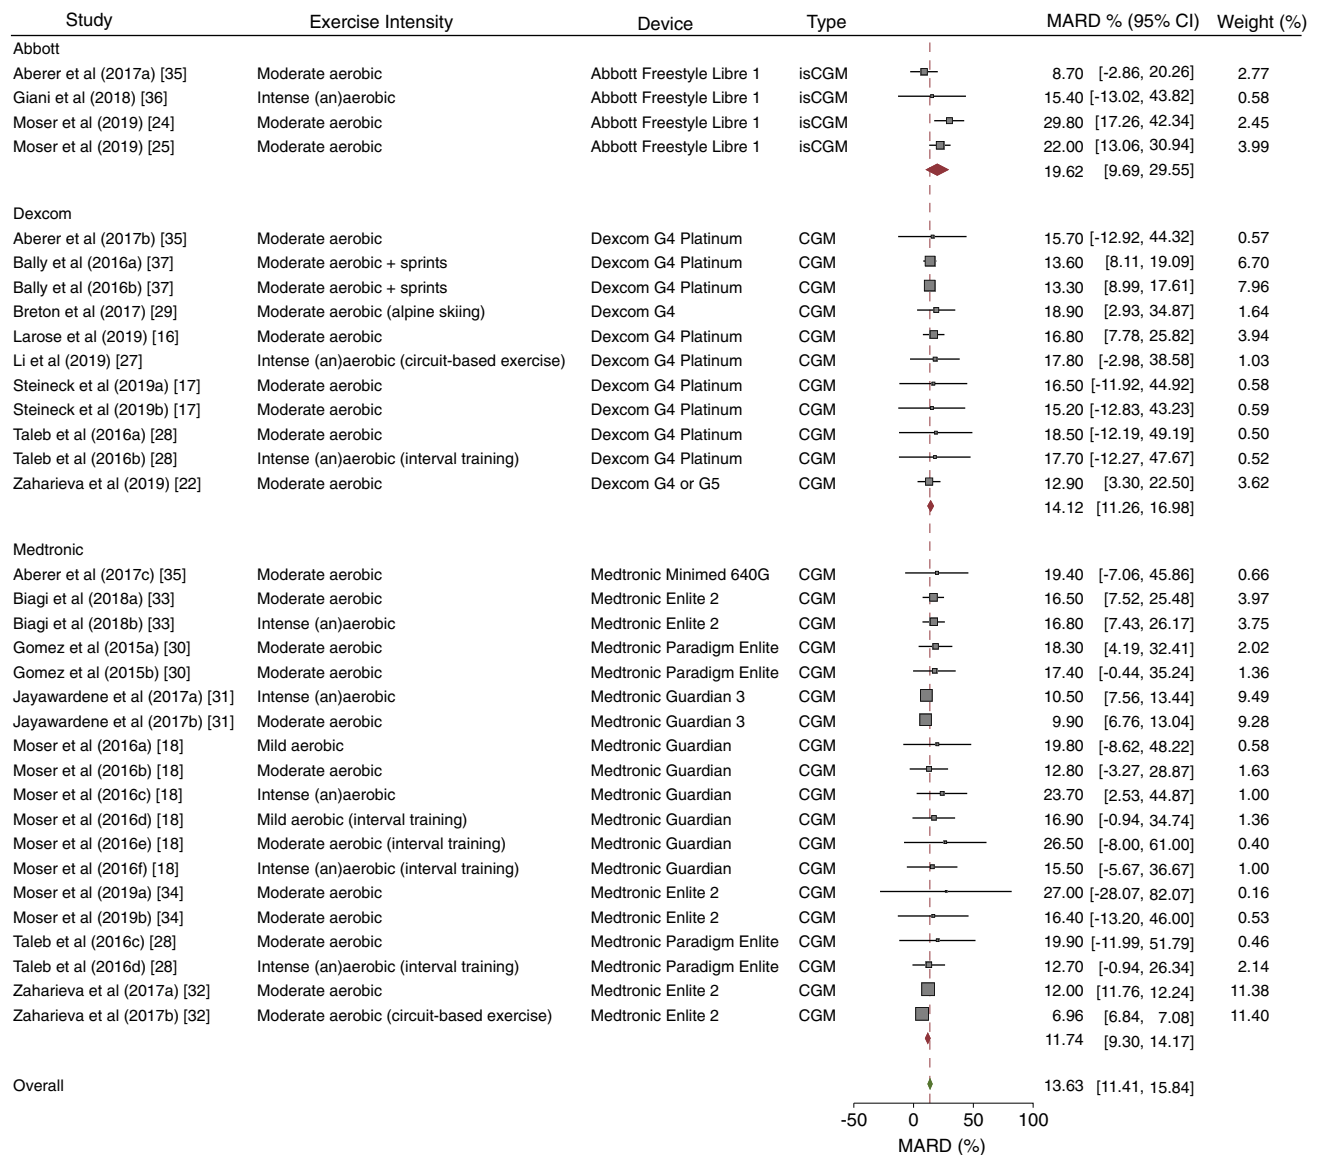 Study Exercise Intensity Device Type MARD % (95% CI) Weight (%)
Abbott
Aberer et al (2017a) [35] Moderate aerobic Abbott Freestyle Libre 1 isCGM 8.70 [-2.86, 20.26] 2.77
Giani et al (2018) [36] Intense (an)aerobic Abbott Freestyle Libre 1 isCGM 15.40 [-13.02, 43.82] 0.58
Moser et al (2019) [24] Moderate aerobic Abbott Freestyle Libre 1 isCGM 29.80 [17.26, 42.34] 2.45
Moser et al (2019) [25] Moderate aerobic Abbott Freestyle Libre 1 isCGM 22.00 [13.06, 30.94] 3.99
19.62 [9.69, 29.55]
Dexcom
Aberer et al (2017b) [35] Moderate aerobic Dexcom G4 Platinum CGM 15.70 [-12.92, 44.32] 0.57
Bally et al (2016a) [37] Moderate aerobic + sprints Dexcom G4 Platinum CGM 13.60 [8.11, 19.09] 6.70
Bally et al (2016b) [37] Moderate aerobic + sprints Dexcom G4 Platinum CGM 13.30 [8.99, 17.61] 7.96
Breton et al (2017) [29] Moderate aerobic (alpine skiing) Dexcom G4 CGM 18.90 [2.93, 34.87] 1.64
Larose et al (2019) [16] Moderate aerobic Dexcom G4 Platinum CGM 16.80 [7.78, 25.82] 3.94
Li et al (2019) [27] Intense (an)aerobic (circuit-based exercise) Dexcom G4 Platinum CGM 17.80 [-2.98, 38.58] 1.03
Steineck et al (2019a) [17] Moderate aerobic Dexcom G4 Platinum CGM 16.50 [-11.92, 44.92] 0.58
Steineck et al (2019b) [17] Moderate aerobic Dexcom G4 Platinum CGM 15.20 [-12.83, 43.23] 0.59
Taleb et al (2016a) [28] Moderate aerobic Dexcom G4 Platinum CGM 18.50 [-12.19, 49.19] 0.50
Taleb et al (2016b) [28] Intense (an)aerobic (interval training) Dexcom G4 Platinum CGM 17.70 [-12.27, 47.67] 0.52
Zaharieva et al (2019) [22] Moderate aerobic Dexcom G4 or G5 CGM 12.90 [3.30, 22.50] 3.62
14.12 [11.26, 16.98]
Medtronic
Aberer et al (2017c) [35] Moderate aerobic Medtronic Minimed 640G CGM 19.40 [-7.06, 45.86] 0.66
Biagi et al (2018a) [33] Moderate aerobic Medtronic Enlite 2 CGM 16.50 [7.52, 25.48] 3.97
Biagi et al (2018b) [33] Intense (an)aerobic Medtronic Enlite 2 CGM 16.80 [7.43, 26.17] 3.75
Gomez et al (2015a) [30] Moderate aerobic Medtronic Paradigm Enlite CGM 18.30 [4.19, 32.41] 2.02
Gomez et al (2015b) [30] Moderate aerobic Medtronic Paradigm Enlite CGM 17.40 [-0.44, 35.24] 1.36
Jayawardene et al (2017a) [31] Intense (an)aerobic Medtronic Guardian 3 CGM 10.50 [7.56, 13.44] 9.49
Jayawardene et al (2017b) [31] Moderate aerobic Medtronic Guardian 3 CGM 9.90 [6.76, 13.04] 9.28
Moser et al (2016a) [18] Mild aerobic Medtronic Guardian CGM 19.80 [-8.62, 48.22] 0.58
Moser et al (2016b) [18] Moderate aerobic Medtronic Guardian CGM 12.80 [-3.27, 28.87] 1.63
Moser et al (2016c) [18] Intense (an)aerobic Medtronic Guardian CGM 23.70 [2.53, 44.87] 1.00
Moser et al (2016d) [18] Mild aerobic (interval training) Medtronic Guardian CGM 16.90 [-0.94, 34.74] 1.36
Moser et al (2016e) [18] Moderate aerobic (interval training) Medtronic Guardian CGM 26.50 [-8.00, 61.00] 0.40
Moser et al (2016f) [18] Intense (an)aerobic (interval training) Medtronic Guardian CGM 15.50 [-5.67, 36.67] 1.00
Moser et al (2019a) [34] Moderate aerobic Medtronic Enlite 2 CGM 27.00 [-28.07, 82.07] 0.16
Moser et al (2019b) [34] Moderate aerobic Medtronic Enlite 2 CGM 16.40 [-13.20, 46.00] 0.53
Taleb et al (2016c) [28] Moderate aerobic Medtronic Paradigm Enlite CGM 19.90 [-11.99, 51.79] 0.46
Taleb et al (2016d) [28] Intense (an)aerobic (interval training) Medtronic Paradigm Enlite CGM 12.70 [-0.94, 26.34] 2.14
Zaharieva et al (2017a) [32] Moderate aerobic Medtronic Enlite 2 CGM 12.00 [11.76, 12.24] 11.38
Zaharieva et al (2017b) [32] Moderate aerobic (circuit-based exercise) Medtronic Enlite 2 CGM 6.96 [6.84, 7.08] 11.40
11.74 [9.30, 14.17]
Overall 13.63 [11.41, 15.84]
-50 0 50 100
MARD (%)